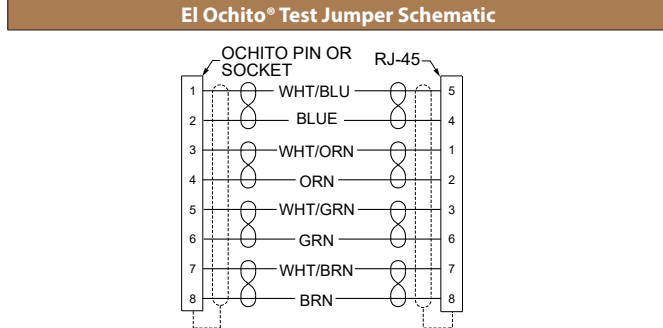 El Ochito® Test Jumper Schematic
OCHITO PIN OR
SOCKET
RJ-45
1 WHT/BLU 5
2 BLUE 4
3 WHT/ORN 1
4 ORN 2
5 WHT/GRN 3
6 GRN 6
7 WHT/BRN 7
8 BRN 8